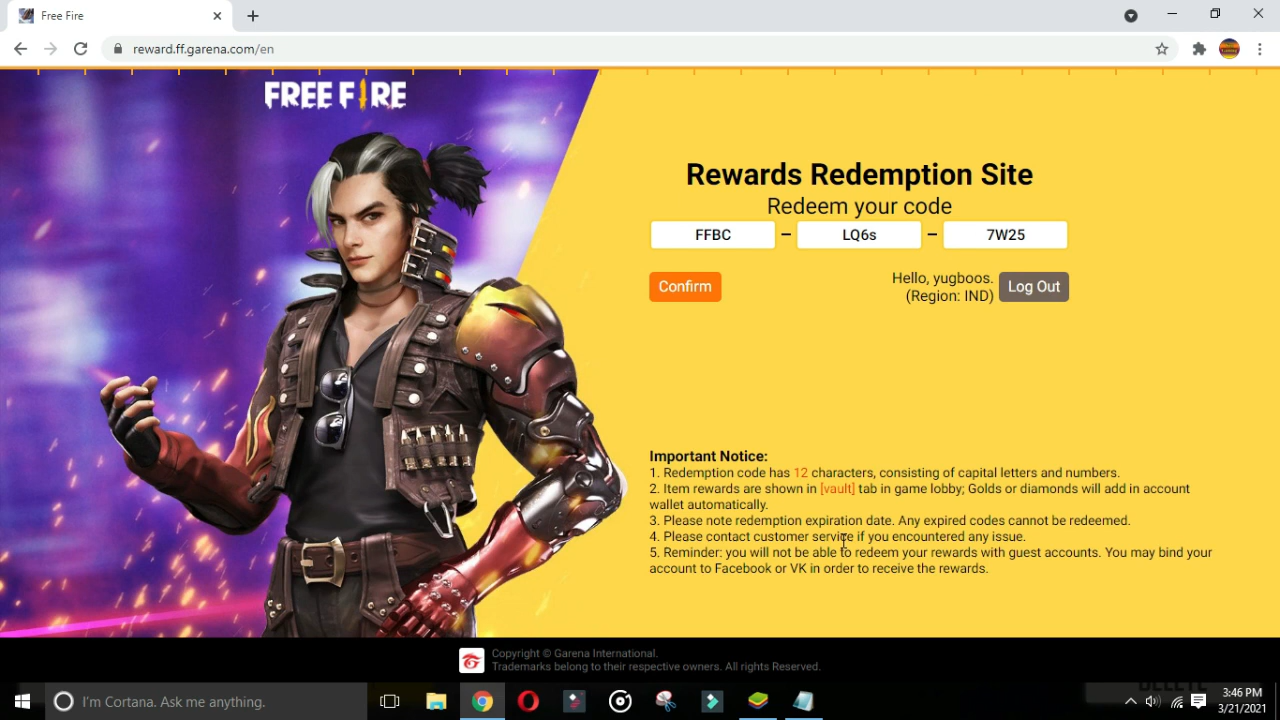 Free Fire
reward.ff.garena.com/en
FREE FIRE
Rewards Redemption Site
Redeem your code
FFBC – LQ6s – 7W25
Confirm
Hello, yugboos.
(Region: IND)
Log Out
Important Notice:
1. Redemption code has 12 characters, consisting of capital letters and numbers.
2. Item rewards are shown in [vault] tab in game lobby; Golds or diamonds will add in account
wallet automatically.
3. Please note redemption expiration date. Any expired codes cannot be redeemed.
4. Please contact customer service if you encountered any issue.
5. Reminder: you will not be able to redeem your rewards with guest accounts. You may bind your
account to Facebook or VK in order to receive the rewards.
Copyright © Garena International.
Trademarks belong to their respective owners. All rights Reserved.
I'm Cortana. Ask me anything.
3:46 PM
3/21/2021